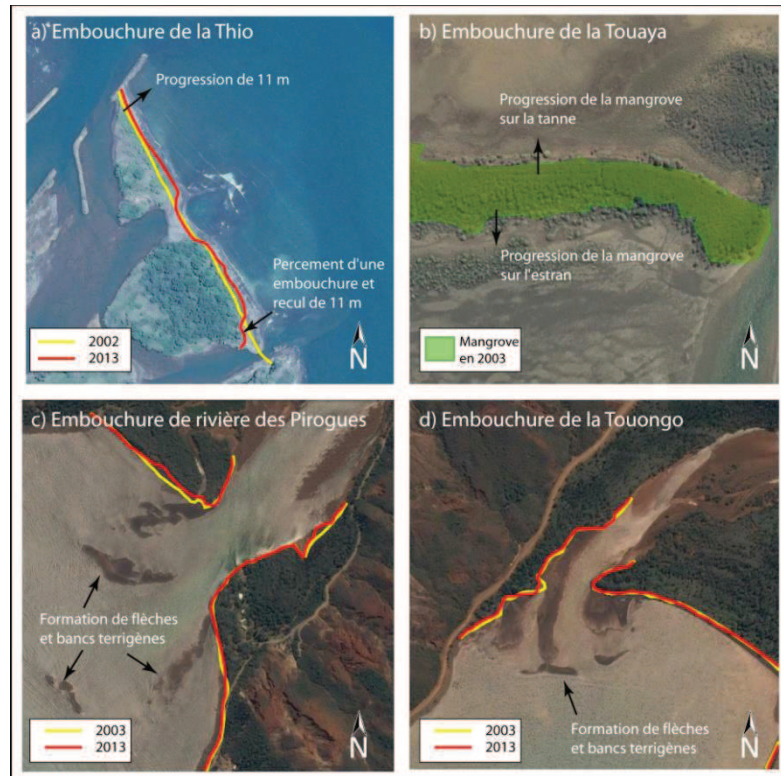 a) Embouchure de la Thio
Progression de 11 m
Percement d'une
embouchure et
recul de 11 m
2002
2013
N
b) Embouchure de la Touaya
Progression de la mangrove
sur la tanne
Progression de la mangrove
sur l'estran
Mangrove
en 2003
N
c) Embouchure de rivière des Pirogues
Formation de flèches
et bancs terrigènes
2003
2013
N
d) Embouchure de la Touongo
Formation de flèches
et bancs terrigènes
2003
2013
N